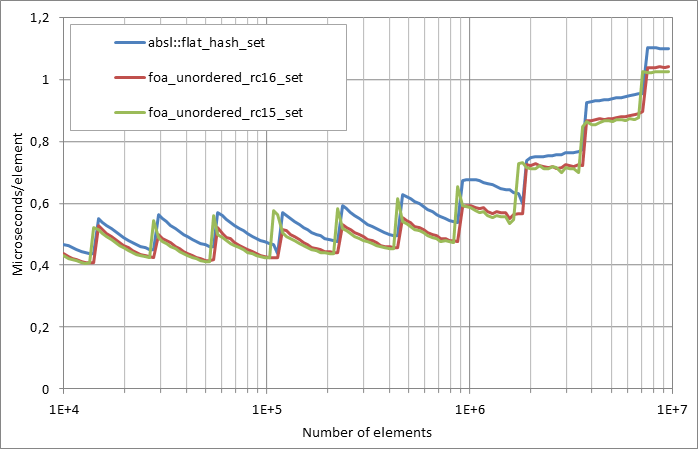 1,2
1
0,8
0,6
0,4
0,2
0
Microseconds/element
absl::flat_hash_set
foa_unordered_rc16_set
foa_unordered_rc15_set
1E+4
1E+5
1E+6
1E+7
Number of elements